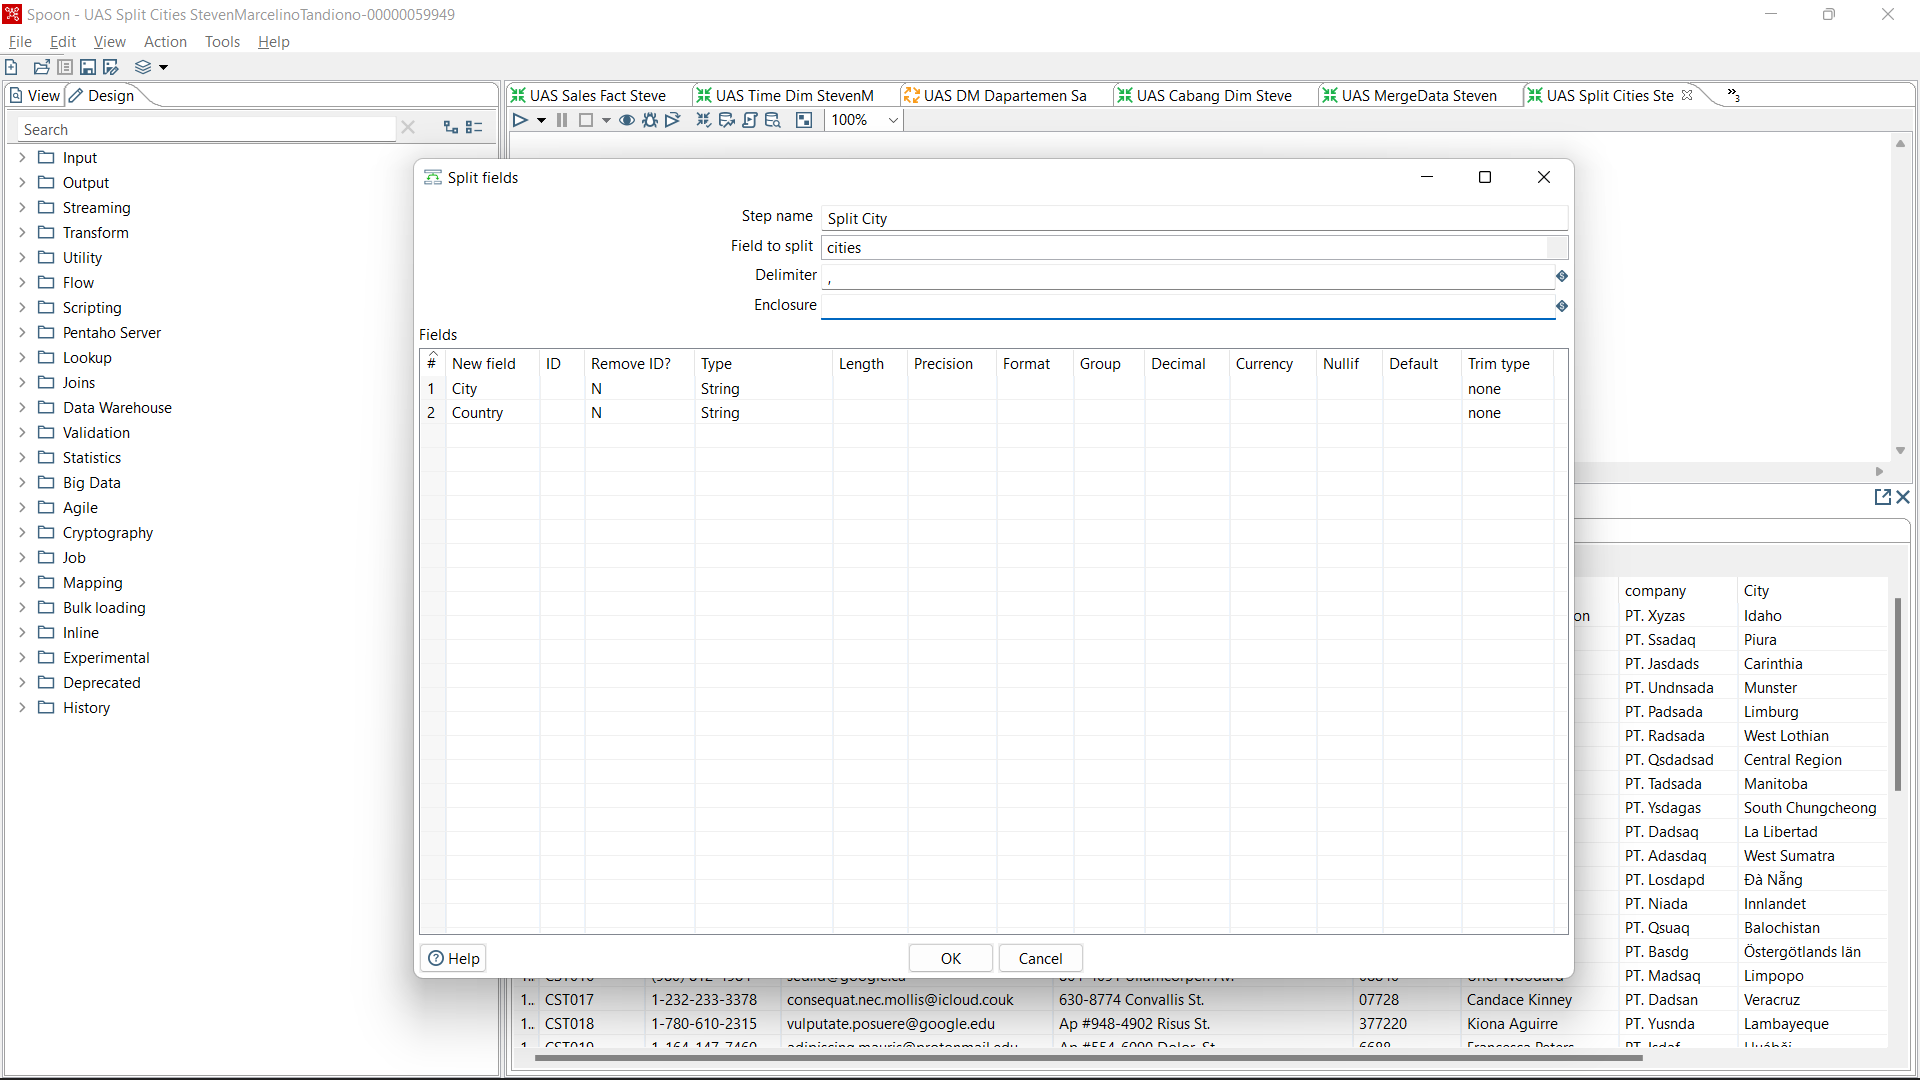 Spoon - UAS Split Cities StevenMarcelinoTandiono-00000059949
File Edit View Action Tools Help
View Design
UAS Sales Fact Steve UAS Time Dim StevenM UAS DM Dapartemen Sa UAS Cabang Dim Steve UAS MergeData Steven UAS Split Cities Ste »3
Search
100%
Input
Output
Streaming
Transform
Utility
Flow
Scripting
Pentaho Server
Lookup
Joins
Data Warehouse
Validation
Statistics
Big Data
Agile
Cryptography
Job
Mapping
Bulk loading
Inline
Experimental
Deprecated
History
Split fields
Step name Split City
Field to split cities
Delimiter ,
Enclosure
Fields
# New field ID Remove ID? Type Length Precision Format Group Decimal Currency Nullif Default Trim type
1 City N String none
2 Country N String none
Help OK Cancel
company City
on PT. Xyzas Idaho
PT. Ssadaq Piura
PT. Jasdads Carinthia
PT. Undnsada Munster
PT. Padsada Limburg
PT. Radsada West Lothian
PT. Qsdadsad Central Region
PT. Tadsada Manitoba
PT. Ysdagas South Chungcheong
PT. Dadsaq La Libertad
PT. Adasdaq West Sumatra
PT. Losdapd Đà Nẵng
PT. Niada Innlandet
PT. Qsuaq Balochistan
PT. Basdg Östergötlands län
PT. Madsaq Limpopo
1.. CST017 1-232-233-3378 consequat.nec.mollis@icloud.couk 630-8774 Convallis St. 07728 Candace Kinney PT. Dadsan Veracruz
1.. CST018 1-780-610-2315 vulputate.posuere@google.edu Ap #948-4902 Risus St. 377220 Kiona Aguirre PT. Yusnda Lambayeque